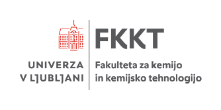 FKKT
UNIVERZA
V LJUBLJANI
Fakulteta za kemijo
in kemijsko tehnologijo